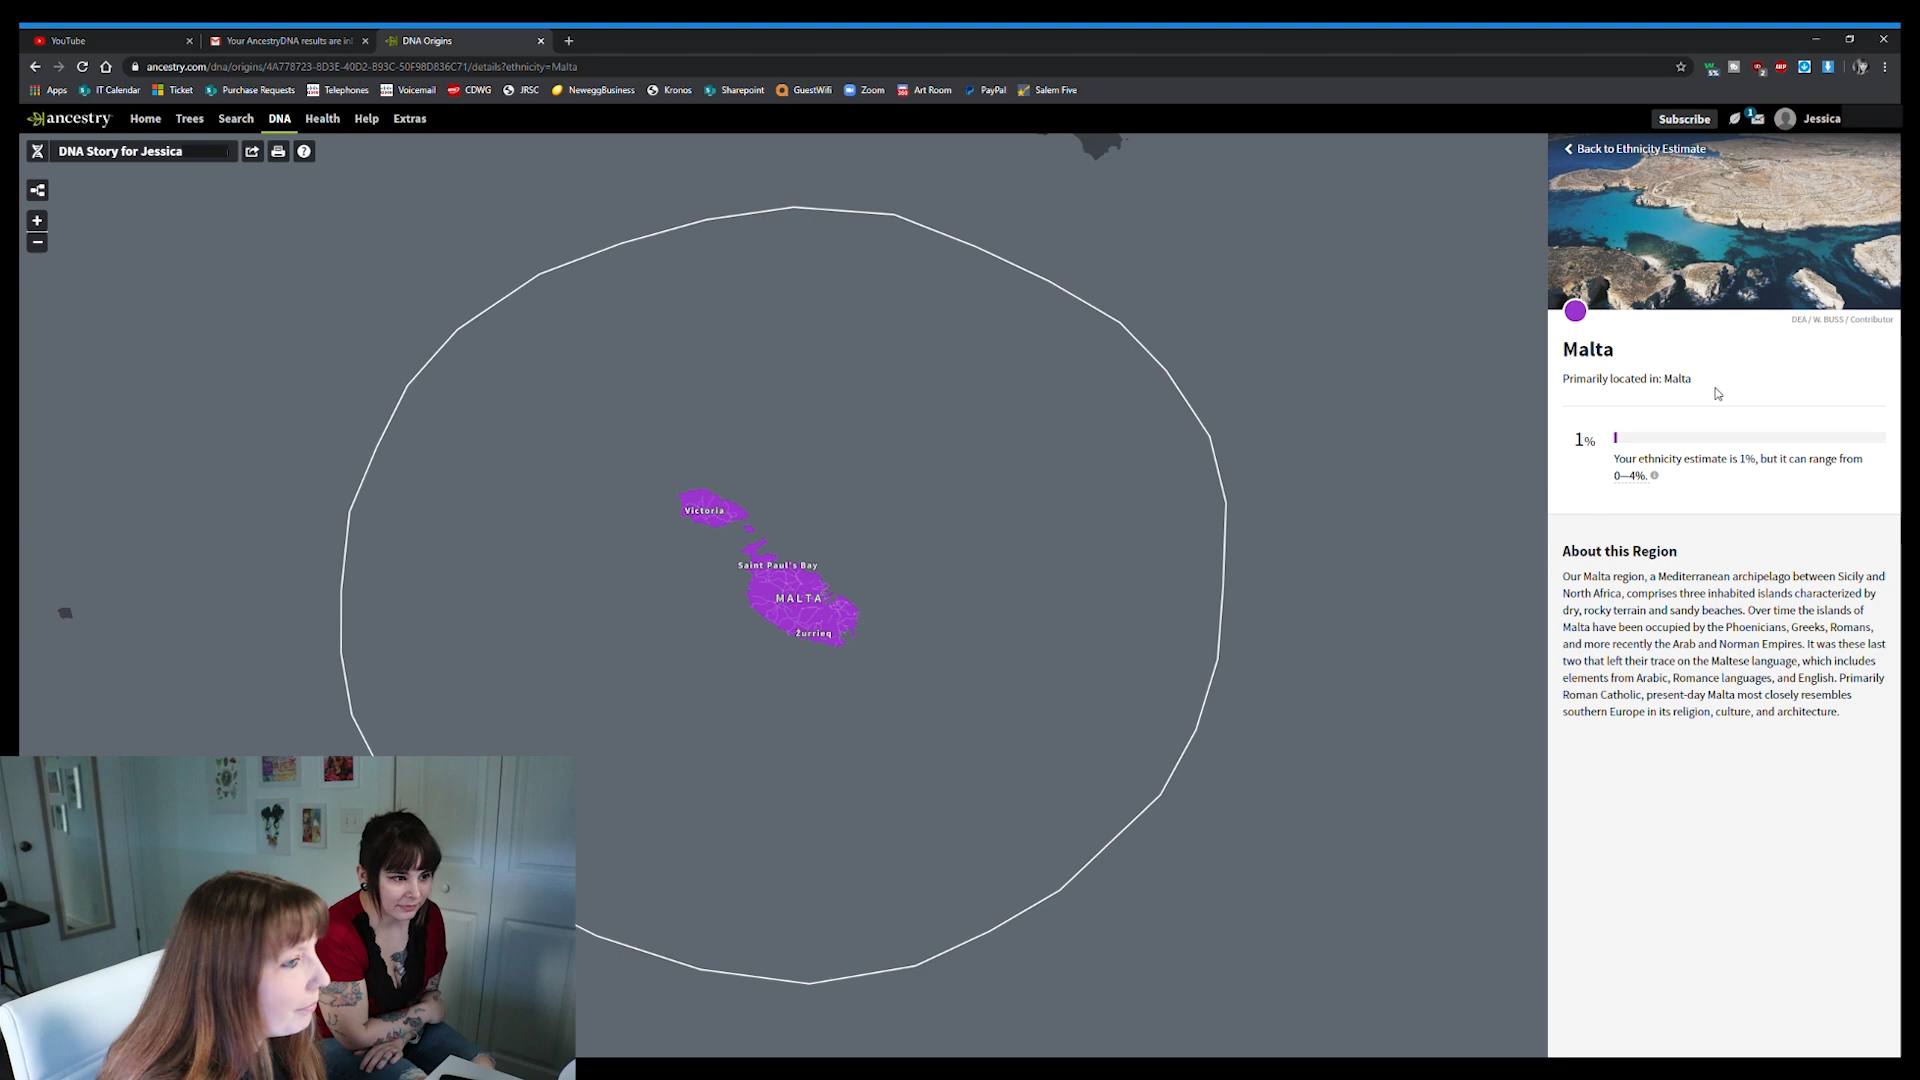 YouTube
Your AncestryDNA results are in!
DNA Origins
ancestry.com/dna/origins/4A778723-8D3E-40D2-B93C-50F98D836C71/details?ethnicity=Malta
5%
2
ABP
Apps
IT Calendar
Ticket
Purchase Requests
Telephones
Voicemail
CDWG
JRSC
NeweggBusiness
Kronos
Sharepoint
GuestWifi
Zoom
Art Room
PayPal
Salem Five
ancestry
Home
Trees
Search
DNA
Health
Help
Extras
Subscribe
1
Jessica
DNA Story for Jessica
?
+
−
Back to Ethnicity Estimate
DEA / W. BUSS / Contributor
Malta
Primarily located in: Malta
1%
Your ethnicity estimate is 1%, but it can range from
0—4%.
About this Region
Our Malta region, a Mediterranean archipelago between Sicily and
North Africa, comprises three inhabited islands characterized by
dry, rocky terrain and sandy beaches. Over time the islands of
Malta have been occupied by the Phoenicians, Greeks, Romans,
and more recently the Arab and Norman Empires. It was these last
two that left their trace on the Maltese language, which includes
elements from Arabic, Romance languages, and English. Primarily
Roman Catholic, present-day Malta most closely resembles
southern Europe in its religion, culture, and architecture.
Victoria
Saint Paul's Bay
MALTA
Żurrieq